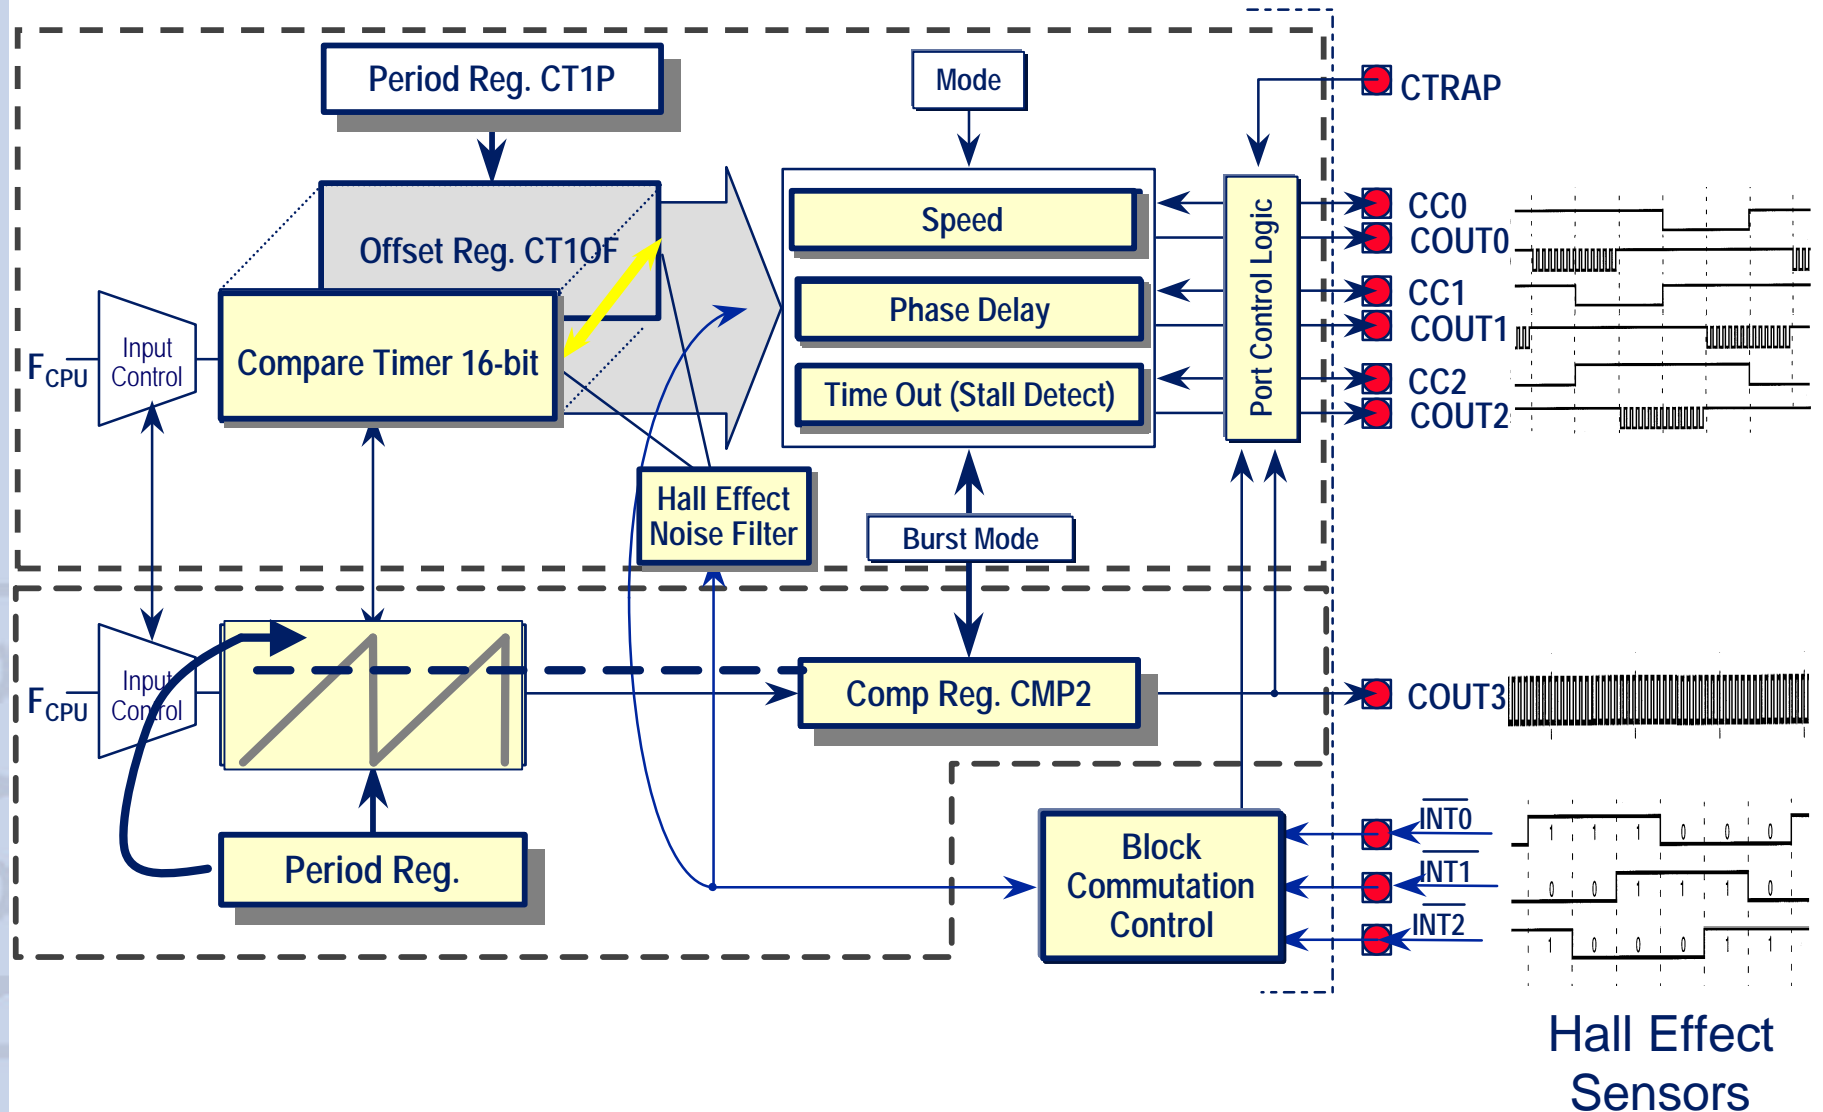 Period Reg. CT1P
Mode
CTRAP
Offset Reg. CT1OF
Speed
Port Control Logic
CC0
COUT0
Phase Delay
CC1
COUT1
FCPU
Input
Control
Compare Timer 16-bit
Time Out (Stall Detect)
CC2
COUT2
Hall Effect
Noise Filter
Burst Mode
FCPU
Input
Control
Comp Reg. CMP2
COUT3
Period Reg.
Block
Commutation
Control
INT0
1 1 1 0 0 0
INT1
0 0 1 1 1 0
INT2
1 0 0 0 1 1
Hall Effect
Sensors